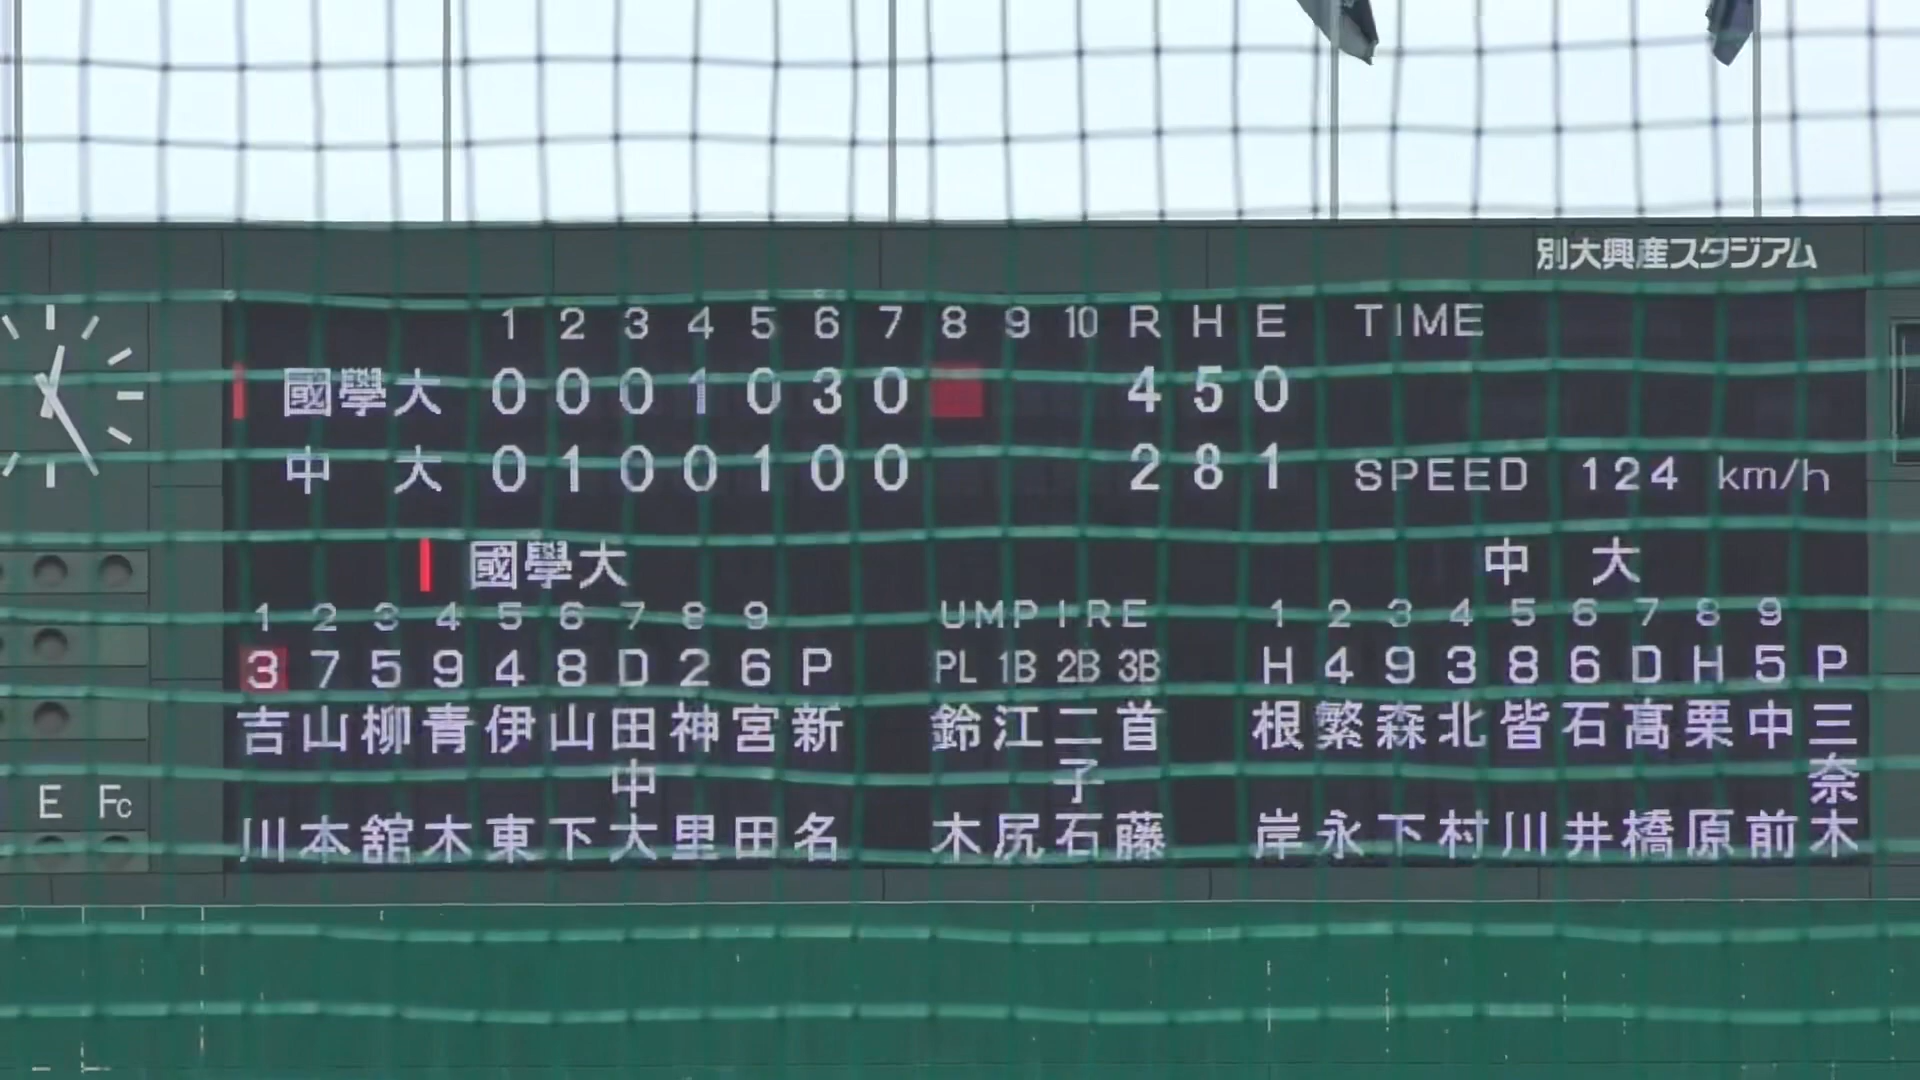 別大興産スタジアム
1 2 3 4 5 6 7 8 9 10 R H E TIME
國學大 0 0 0 1 0 3 0 4 5 0
中大 0 1 0 0 1 0 0 2 8 1 SPEED 124 km/h
國學大 中大
1 2 3 4 5 6 7 8 9 UMPIRE 1 2 3 4 5 6 7 8 9
3 7 5 9 4 8 D 2 6 P PL 1B 2B 3B H 4 9 3 8 6 D H 5 P
吉川 山本 柳舘 青木 伊東 山下 田中大 神里 宮田 新名 鈴木 江尻 二子石 首藤 根岸 繁永 森下 北村 皆川 石井 髙橋 栗原 中前 三奈木
E Fc